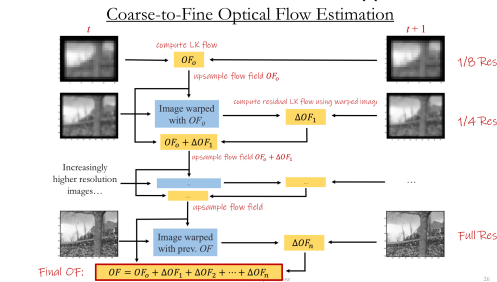 Coarse-to-Fine Optical Flow Estimation
t
t + 1
compute LK flow
OF₀
1/8 Res
upsample flow field OF₀
compute residual LK flow using warped image
Image warped
with OF₀
ΔOF₁
1/4 Res
OF₀ + ΔOF₁
upsample flow field OF₀ + ΔOF₁
Increasingly
higher resolution
images…
...
...
...
...
upsample flow field
Image warped
with prev. OF
ΔOFₙ
Full Res
Final OF:
OF = OF₀ + ΔOF₁ + ΔOF₂ + ⋯ + ΔOFₙ
26